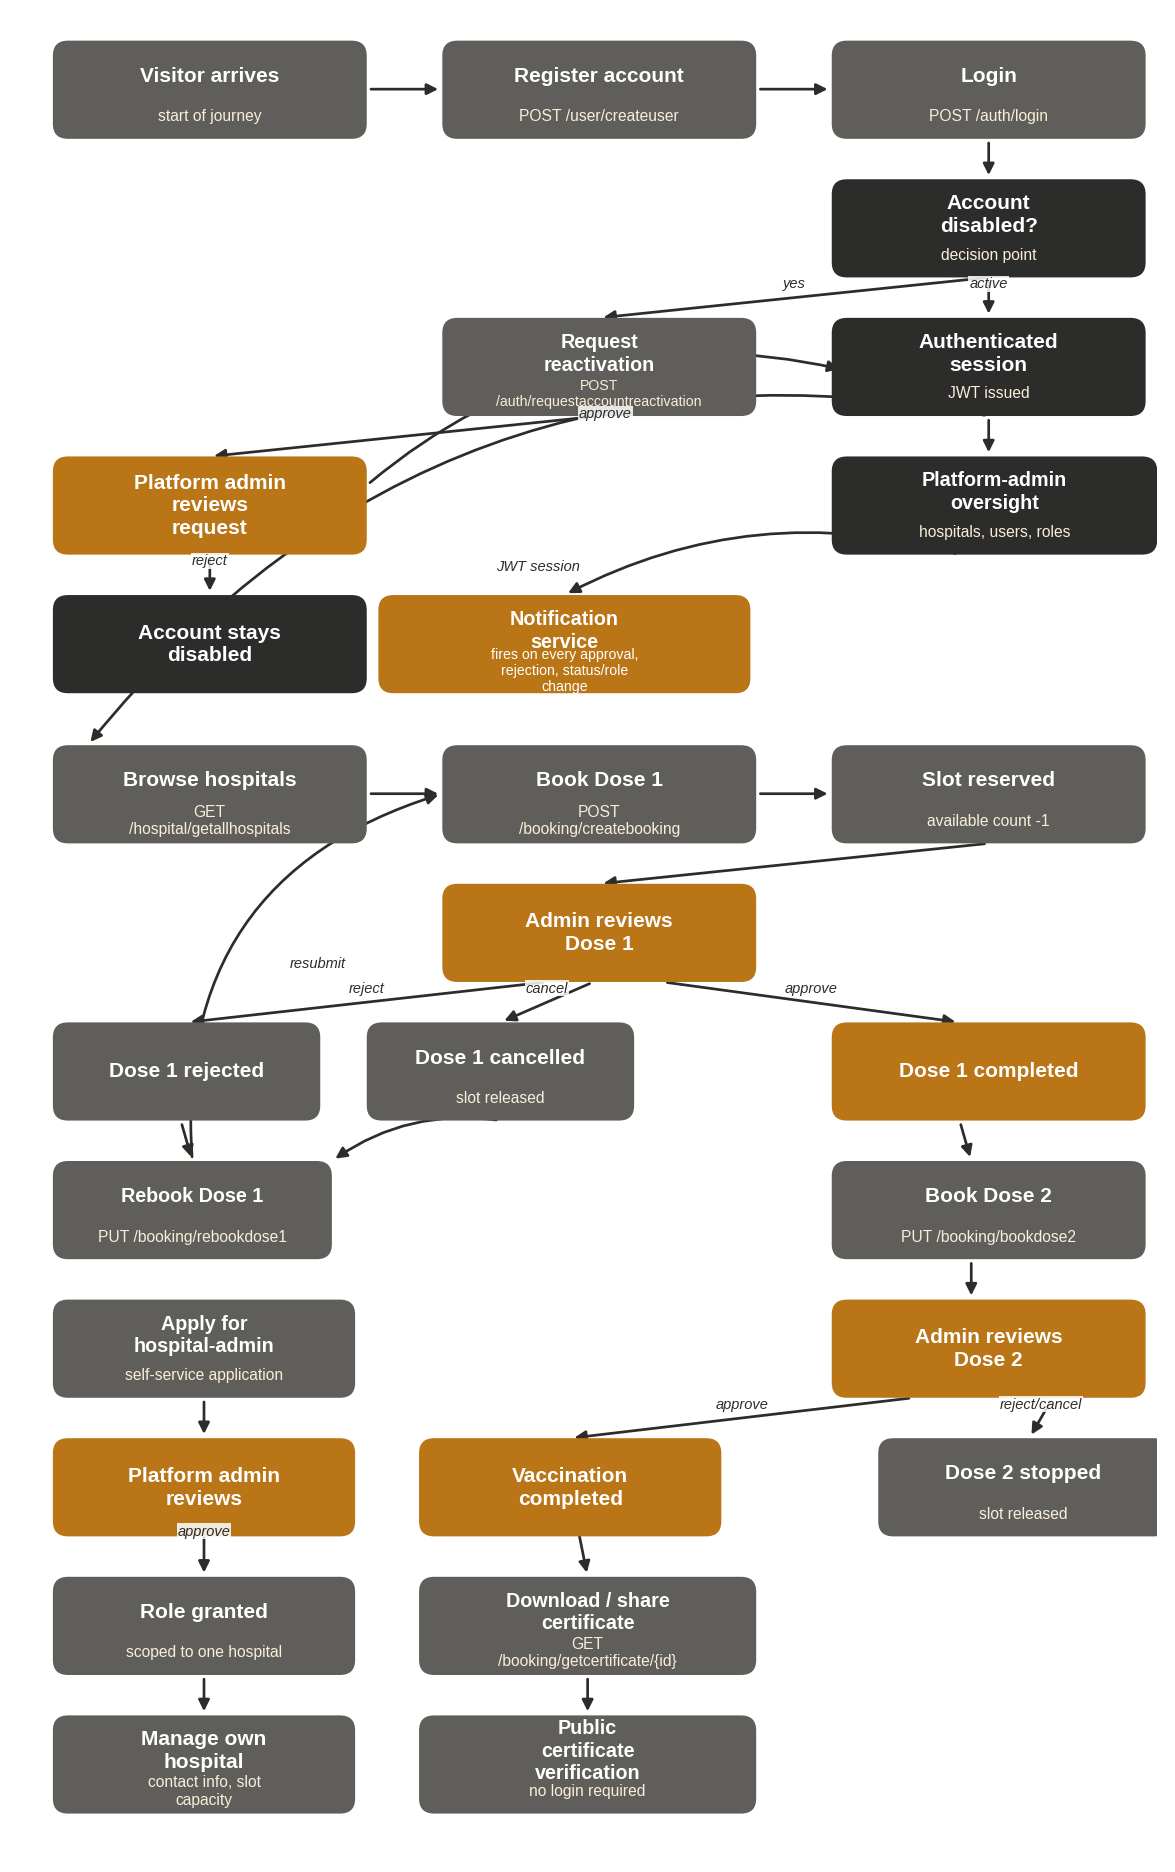 Visitor arrives
start of journey
Register account
POST /user/createuser
Login
POST /auth/login
Account
disabled?
decision point
yes
active
Request
reactivation
POST
/auth/requestaccountreactivation
approve
Authenticated
session
JWT issued
Platform admin
reviews
request
reject
Platform-admin
oversight
hospitals, users, roles
JWT session
Account stays
disabled
Notification
service
fires on every approval,
rejection, status/role
change
Browse hospitals
GET
/hospital/getallhospitals
Book Dose 1
POST
/booking/createbooking
Slot reserved
available count -1
Admin reviews
Dose 1
resubmit
reject
cancel
approve
Dose 1 rejected
Dose 1 cancelled
slot released
Dose 1 completed
Rebook Dose 1
PUT /booking/rebookdose1
Book Dose 2
PUT /booking/bookdose2
Apply for
hospital-admin
self-service application
Admin reviews
Dose 2
approve
reject/cancel
Platform admin
reviews
approve
Vaccination
completed
Dose 2 stopped
slot released
Role granted
scoped to one hospital
Download / share
certificate
GET
/booking/getcertificate/{id}
Manage own
hospital
contact info, slot
capacity
Public
certificate
verification
no login required